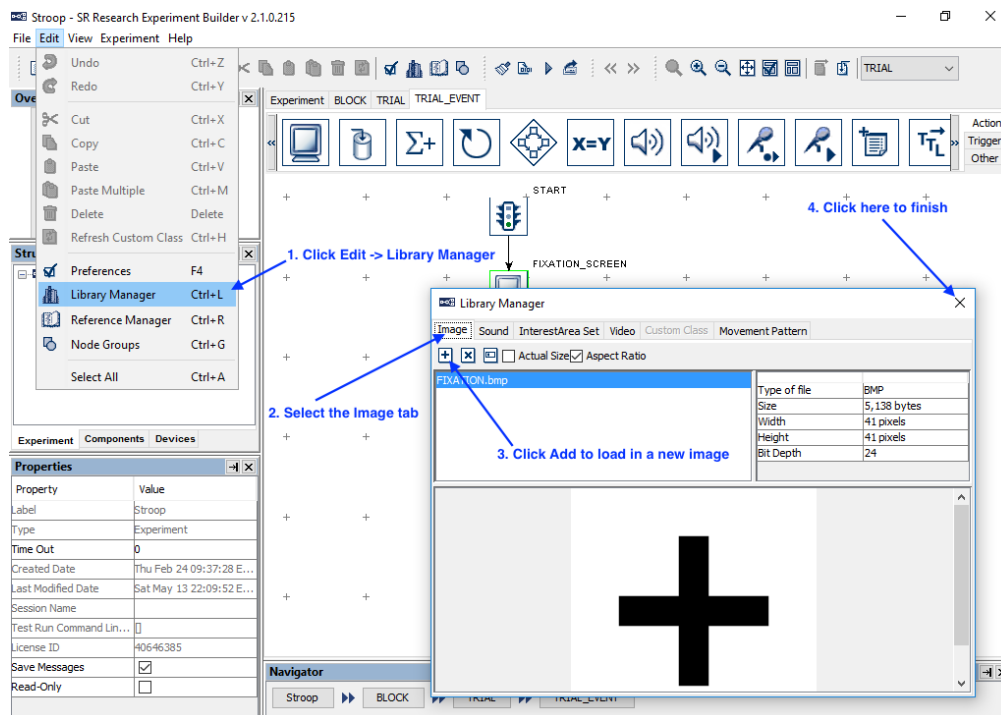 Stroop - SR Research Experiment Builder v 2.1.0.215
File Edit View Experiment Help
Undo Ctrl+Z
Redo Ctrl+Y
Cut Ctrl+X
Copy Ctrl+C
Paste Ctrl+V
Paste Multiple Ctrl+M
Delete Delete
Refresh Custom Class Ctrl+H
Preferences F4
Library Manager Ctrl+L
Reference Manager Ctrl+R
Node Groups Ctrl+G
Select All Ctrl+A
TRIAL
Ove
Experiment BLOCK TRIAL TRIAL_EVENT
Σ+ X=Y TTL
Action
Trigger
Other
START
4. Click here to finish
Stru
1. Click Edit -> Library Manager
FIXATION_SCREEN
Library Manager
Image Sound InterestArea Set Video Custom Class Movement Pattern
Actual Size Aspect Ratio
FIXATION.bmp
Type of file BMP
Size 5,138 bytes
Width 41 pixels
Height 41 pixels
Bit Depth 24
2. Select the Image tab
3. Click Add to load in a new image
Experiment Components Devices
Properties
Property Value
Label Stroop
Type Experiment
Time Out 0
Created Date Thu Feb 24 09:37:28 E...
Last Modified Date Sat May 13 22:09:52 E...
Session Name
Test Run Command Lin... []
License ID 40646385
Save Messages
Read-Only
Navigator
Stroop BLOCK TRIAL TRIAL_EVENT